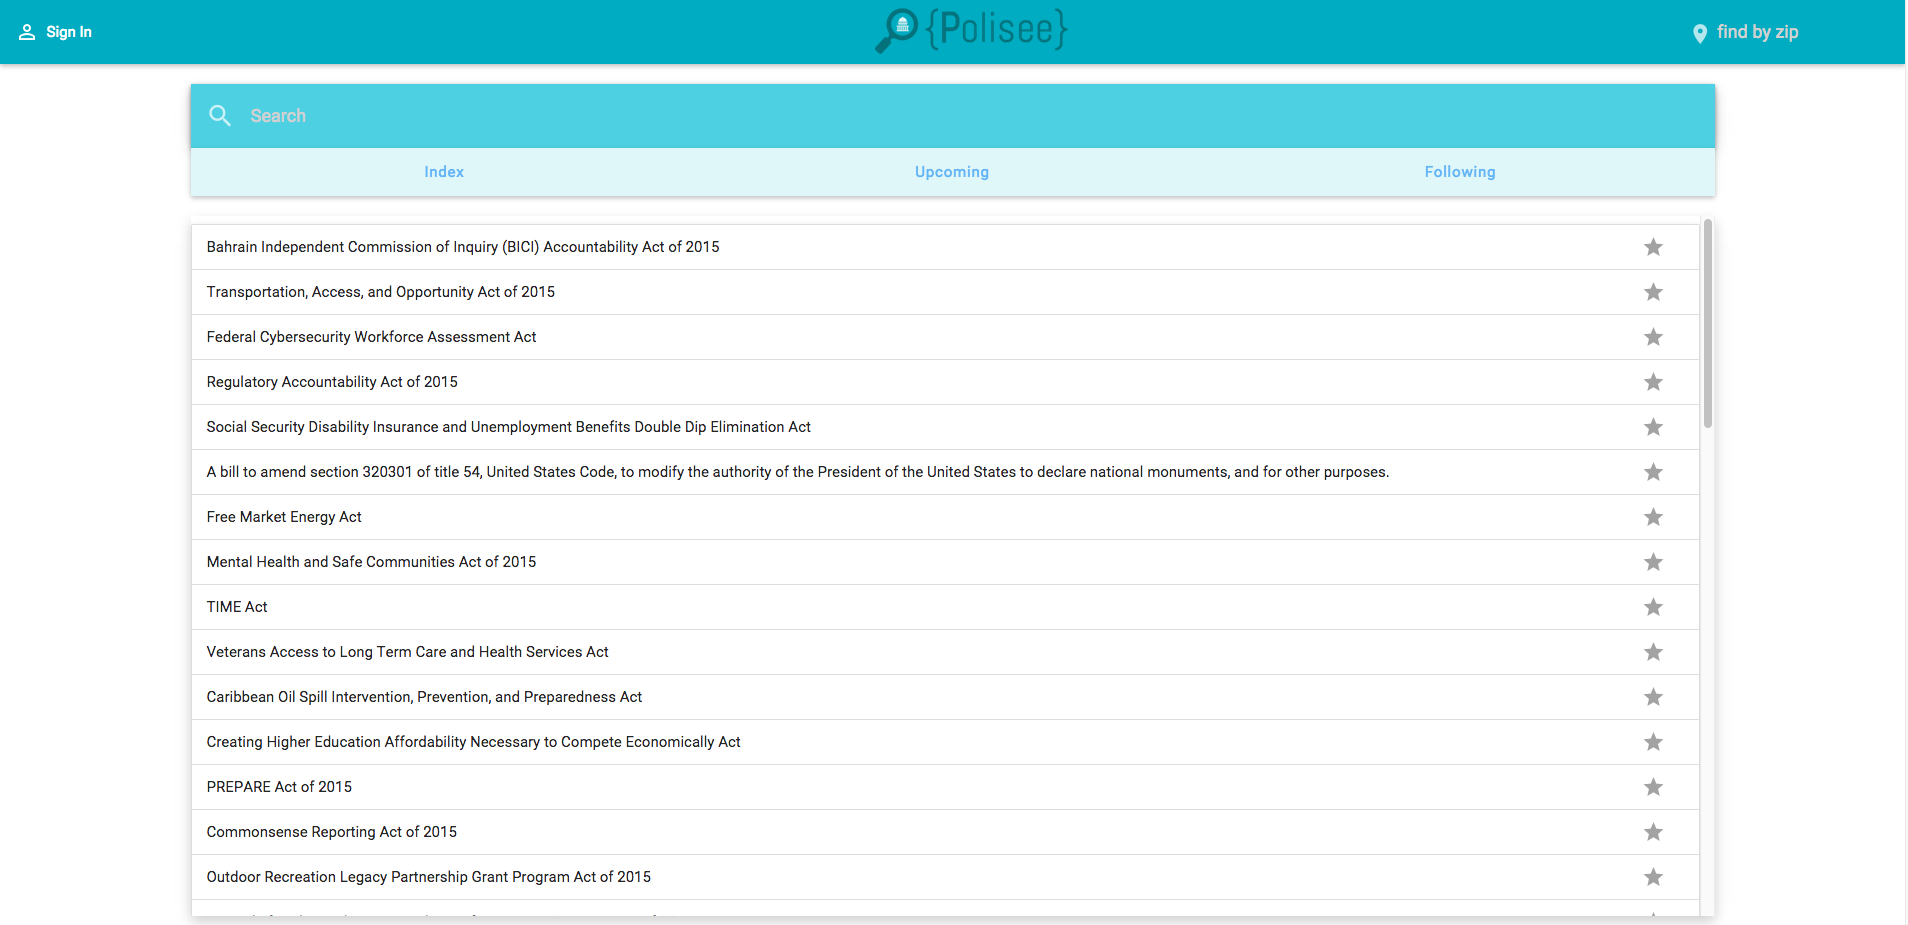 Sign In
{Polisee}
find by zip
Search
Index
Upcoming
Following
Bahrain Independent Commission of Inquiry (BICI) Accountability Act of 2015
Transportation, Access, and Opportunity Act of 2015
Federal Cybersecurity Workforce Assessment Act
Regulatory Accountability Act of 2015
Social Security Disability Insurance and Unemployment Benefits Double Dip Elimination Act
A bill to amend section 320301 of title 54, United States Code, to modify the authority of the President of the United States to declare national monuments, and for other purposes.
Free Market Energy Act
Mental Health and Safe Communities Act of 2015
TIME Act
Veterans Access to Long Term Care and Health Services Act
Caribbean Oil Spill Intervention, Prevention, and Preparedness Act
Creating Higher Education Affordability Necessary to Compete Economically Act
PREPARE Act of 2015
Commonsense Reporting Act of 2015
Outdoor Recreation Legacy Partnership Grant Program Act of 2015